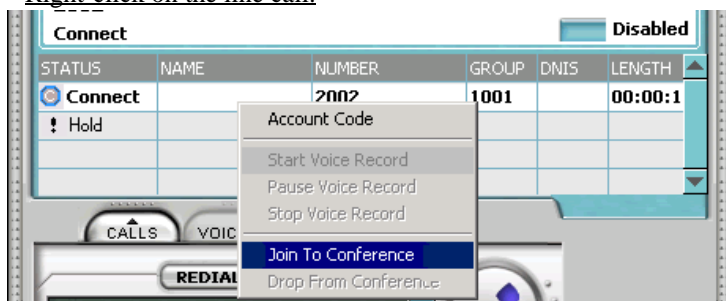 Right-click on the line call.
Connect Disabled
STATUS NAME NUMBER GROUP DNIS LENGTH
Connect 2002 1001 00:00:1
Hold
Account Code
Start Voice Record
Pause Voice Record
Stop Voice Record
Join To Conference
Drop From Conference
CALLS VOIC
REDIAL